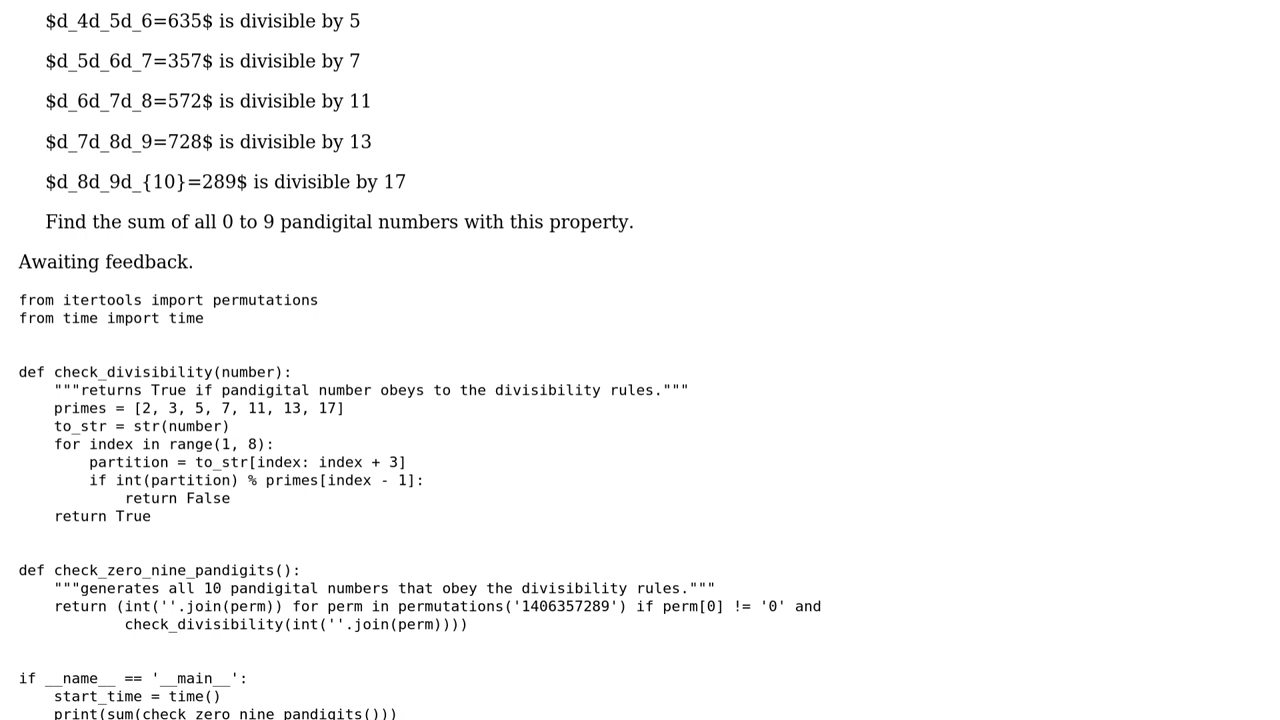 $d_4d_5d_6=635$ is divisible by 5
$d_5d_6d_7=357$ is divisible by 7
$d_6d_7d_8=572$ is divisible by 11
$d_7d_8d_9=728$ is divisible by 13
$d_8d_9d_{10}=289$ is divisible by 17
Find the sum of all 0 to 9 pandigital numbers with this property.
Awaiting feedback.
from itertools import permutations
from time import time
def check_divisibility(number):
    """returns True if pandigital number obeys to the divisibility rules."""
    primes = [2, 3, 5, 7, 11, 13, 17]
    to_str = str(number)
    for index in range(1, 8):
        partition = to_str[index: index + 3]
        if int(partition) % primes[index - 1]:
            return False
    return True
def check_zero_nine_pandigits():
    """generates all 10 pandigital numbers that obey the divisibility rules."""
    return (int(''.join(perm)) for perm in permutations('1406357289') if perm[0] != '0' and
            check_divisibility(int(''.join(perm))))
if __name__ == '__main__':
    start_time = time()
    print(sum(check_zero_nine_pandigits()))